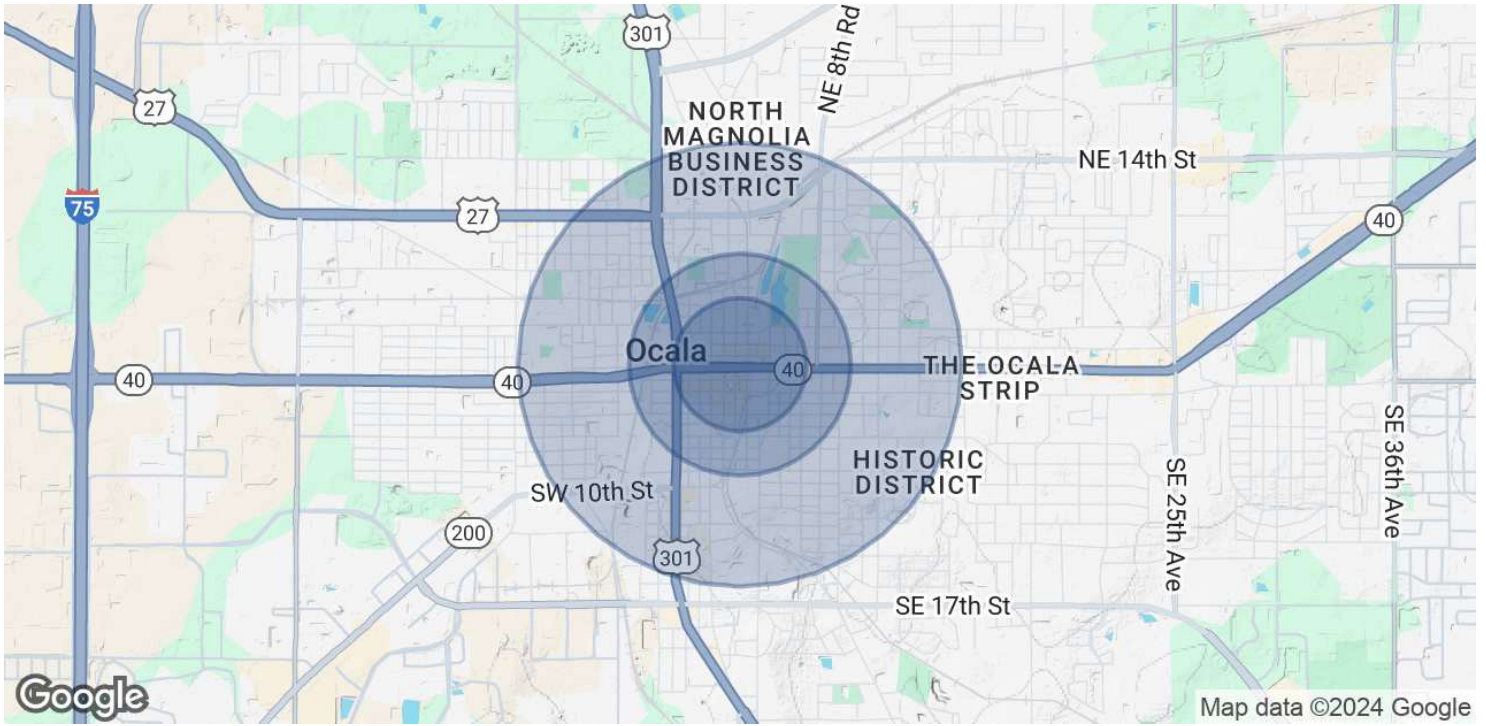 301
NE 8th Rd
27
NORTH
MAGNOLIA
BUSINESS
DISTRICT
NE 14th St
75
27
40
Ocala
40
40
40
THE OCALA
STRIP
HISTORIC
DISTRICT
SE 36th Ave
SE 25th Ave
SW 10th St
200
301
SE 17th St
Google
Map data ©2024 Google